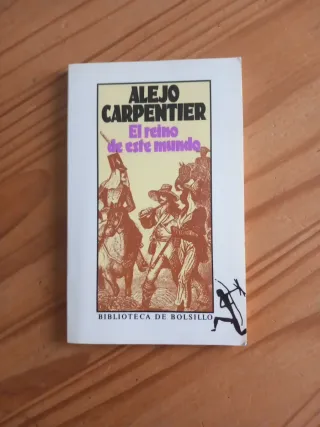 ALEJO
CARPENTIER
El reino
de este mundo
BIBLIOTECA DE BOLSILLO